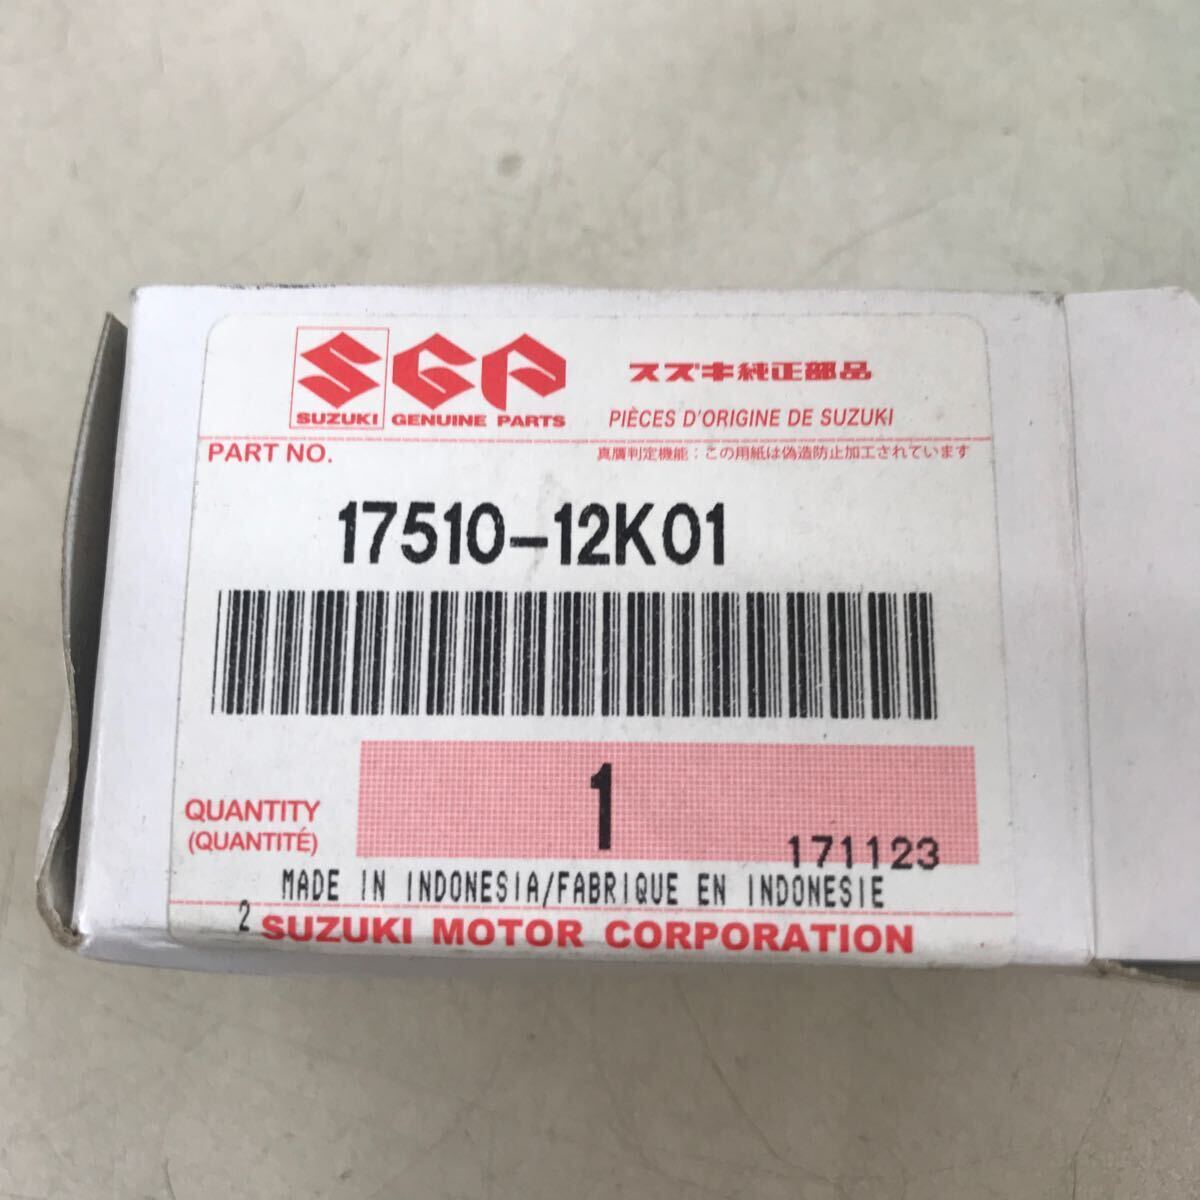 SGP スズキ純正部品
SUZUKI GENUINE PARTS PIÈCES D'ORIGINE DE SUZUKI
PART NO. 真贋判定機能：この用紙は偽造防止加工されています
17510-12K01
QUANTITY 1
(QUANTITÉ) 171123
MADE IN INDONESIA/FABRIQUE EN INDONESIE
2 SUZUKI MOTOR CORPORATION